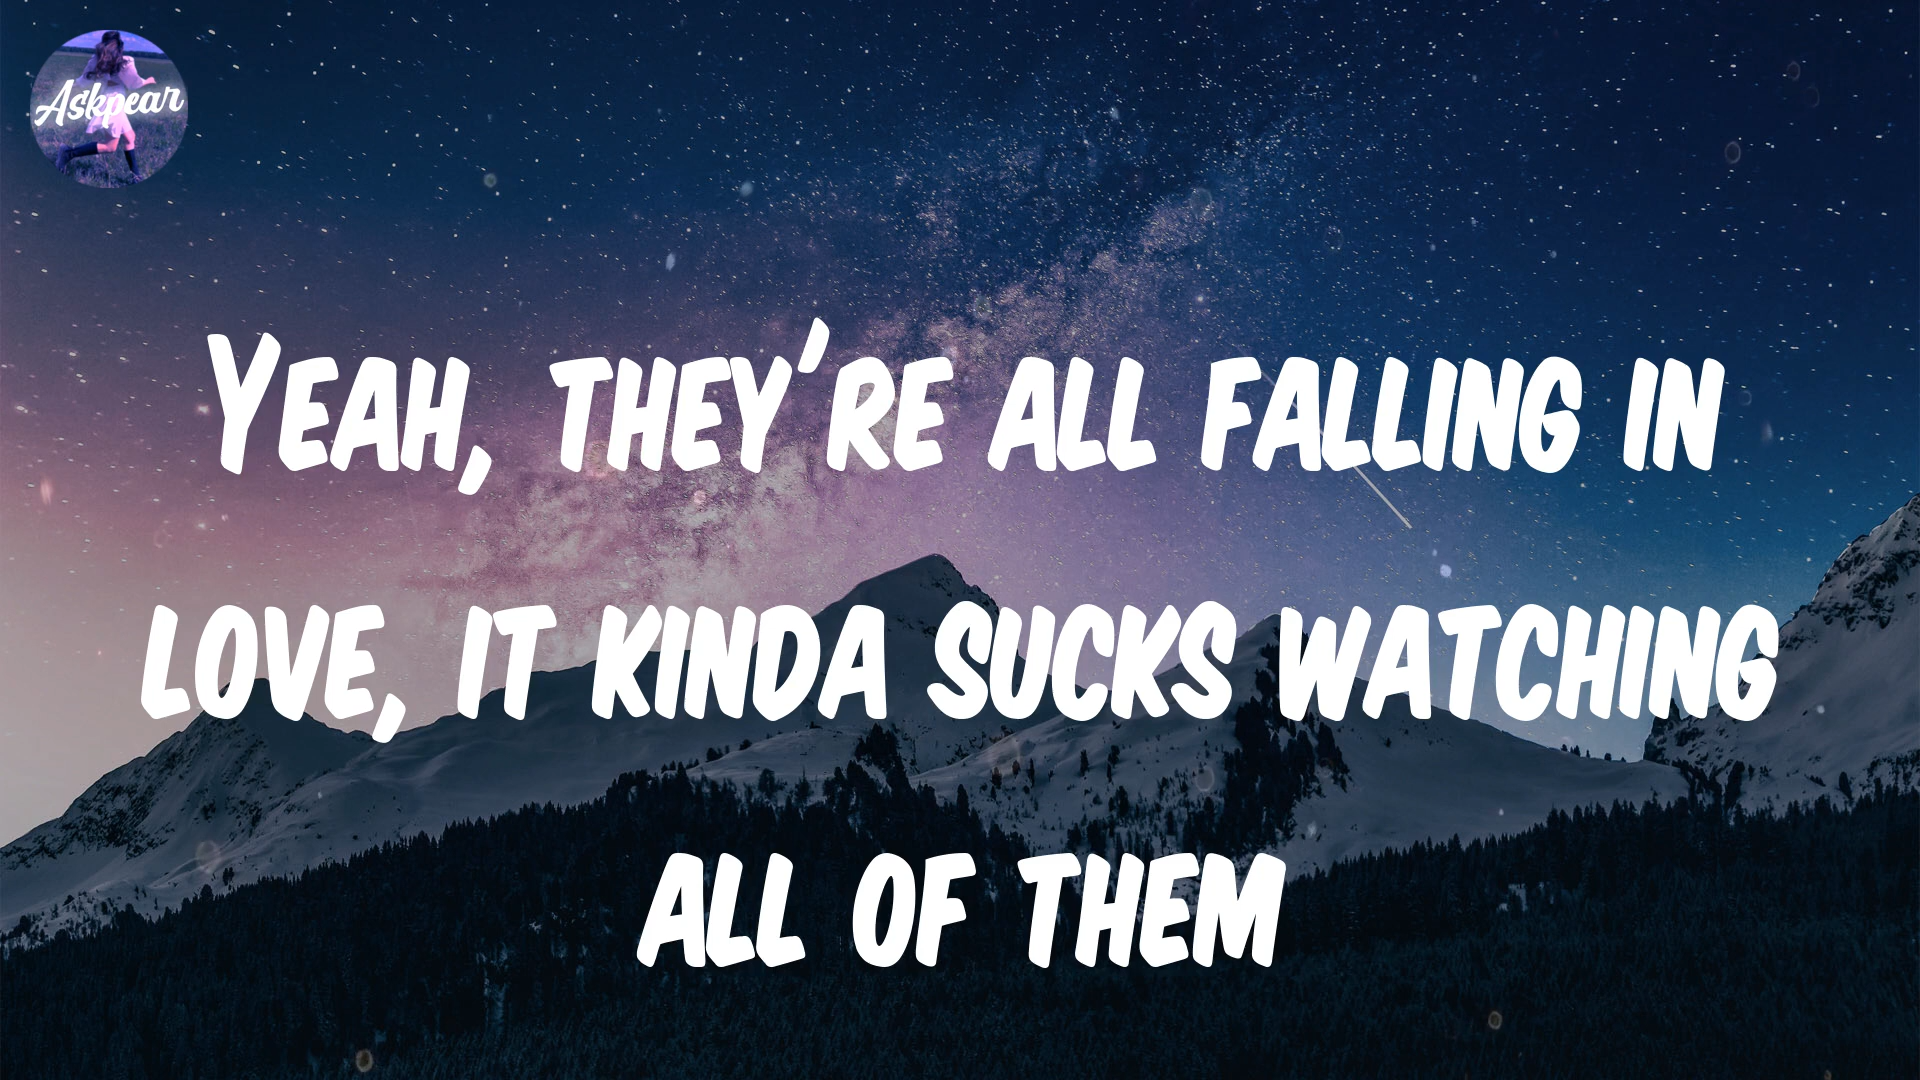 Askpear
Yeah, they're all falling in
love, it kinda sucks watching
all of them